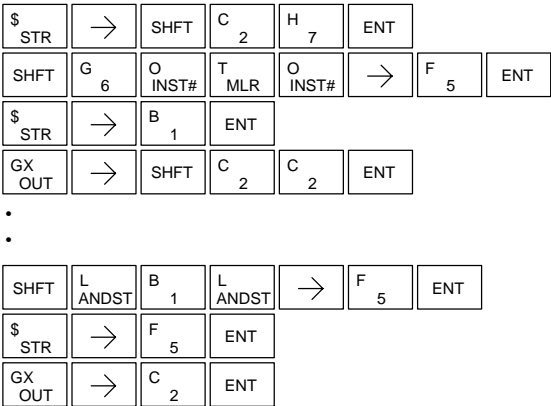 $ STR → SHFT C 2 H 7 ENT
SHFT G 6 O INST# T MLR O INST# → F 5 ENT
$ STR → B 1 ENT
GX OUT → SHFT C 2 C 2 ENT
•
•
SHFT L ANDST B 1 L ANDST → F 5 ENT
$ STR → F 5 ENT
GX OUT → C 2 ENT